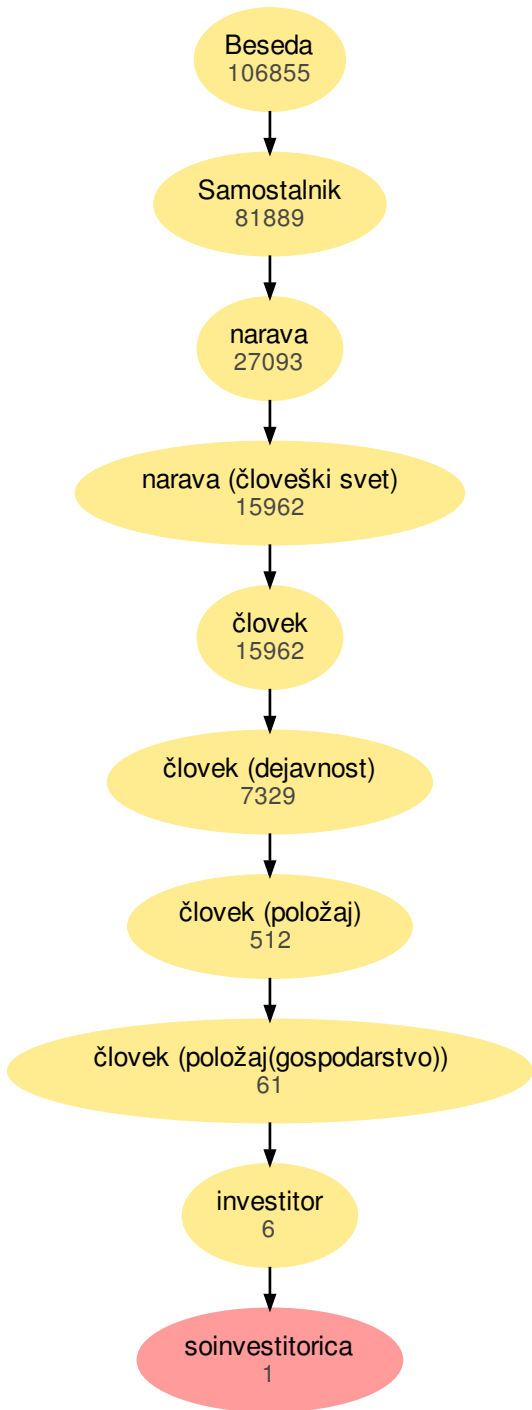 Beseda
106855
Samostalnik
81889
narava
27093
narava (človeški svet)
15962
človek
15962
človek (dejavnost)
7329
človek (položaj)
512
človek (položaj(gospodarstvo))
61
investitor
6
soinvestitorica
1